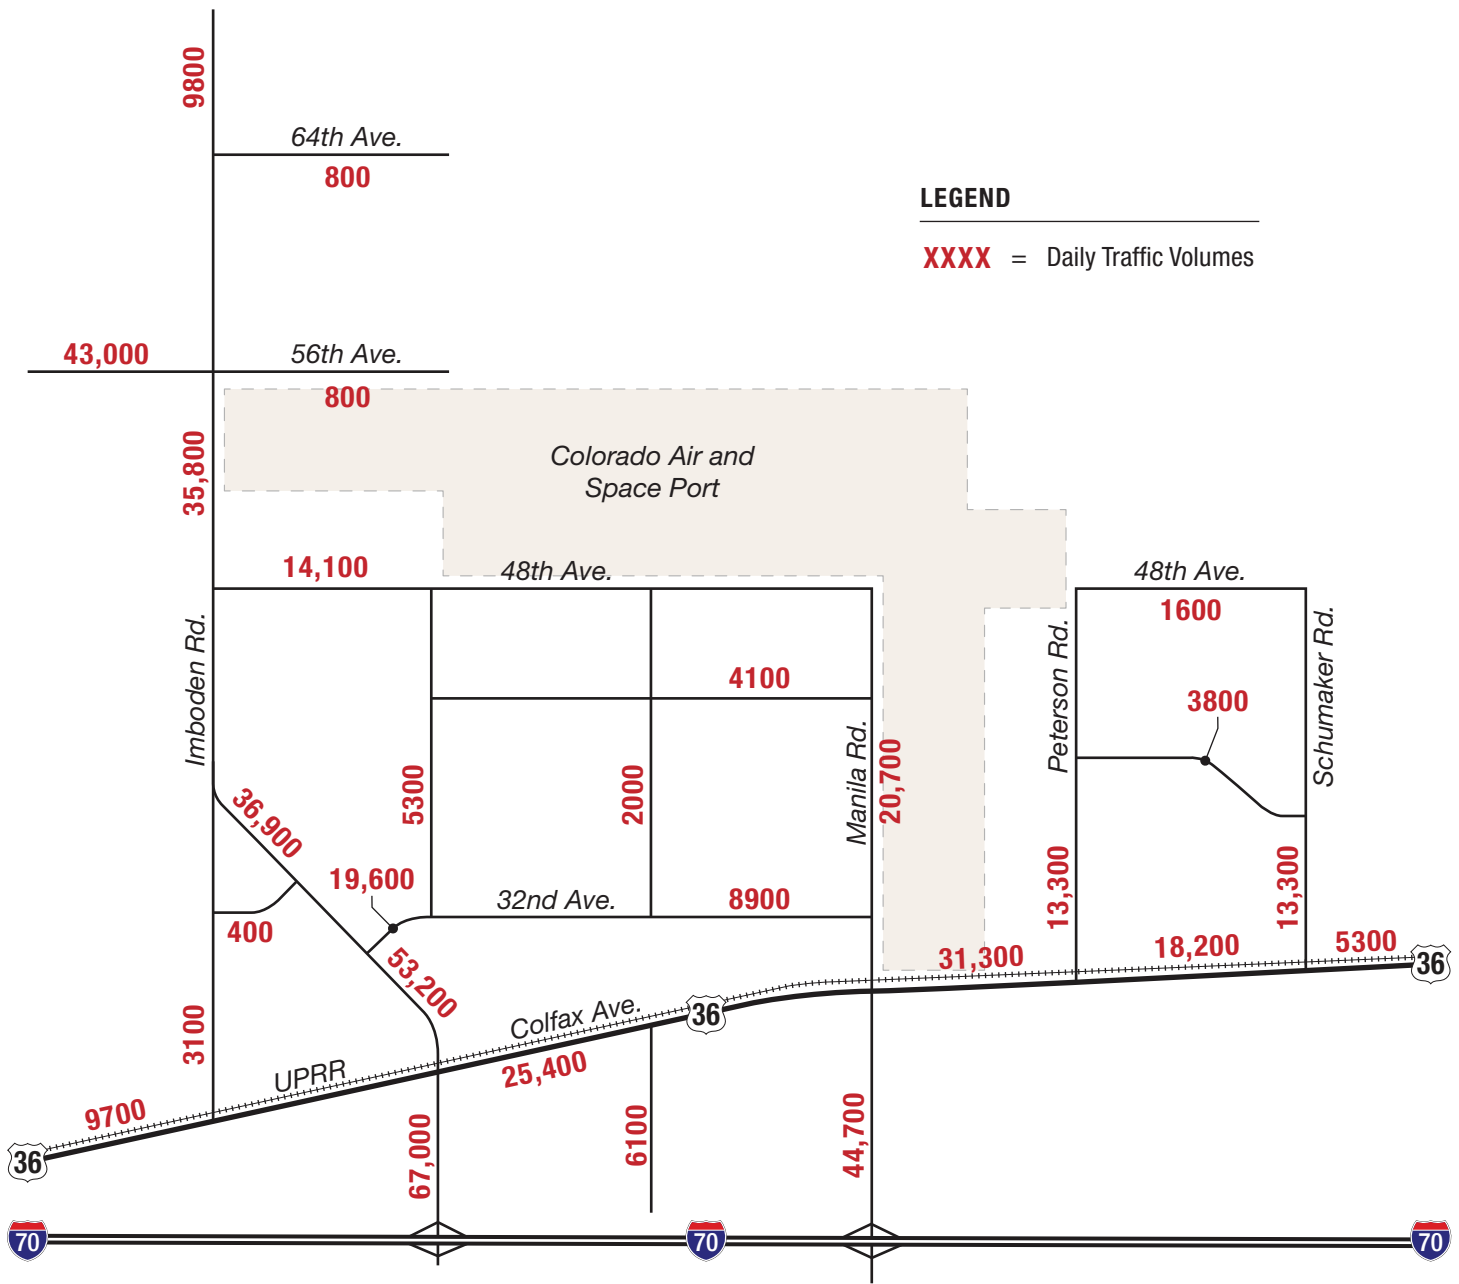 9800
64th Ave.
800
LEGEND
XXXX = Daily Traffic Volumes
43,000
56th Ave.
800
35,800
Colorado Air and
Space Port
14,100
48th Ave.
48th Ave.
1600
Imboden Rd.
Peterson Rd.
Schumaker Rd.
4100
3800
Manila Rd.
20,700
5300
2000
36,900
19,600
32nd Ave.
8900
13,300
13,300
400
53,200
31,300
18,200
5300
36
Colfax Ave.
36
3100
UPRR
25,400
9700
36
67,000
6100
44,700
70
70
70